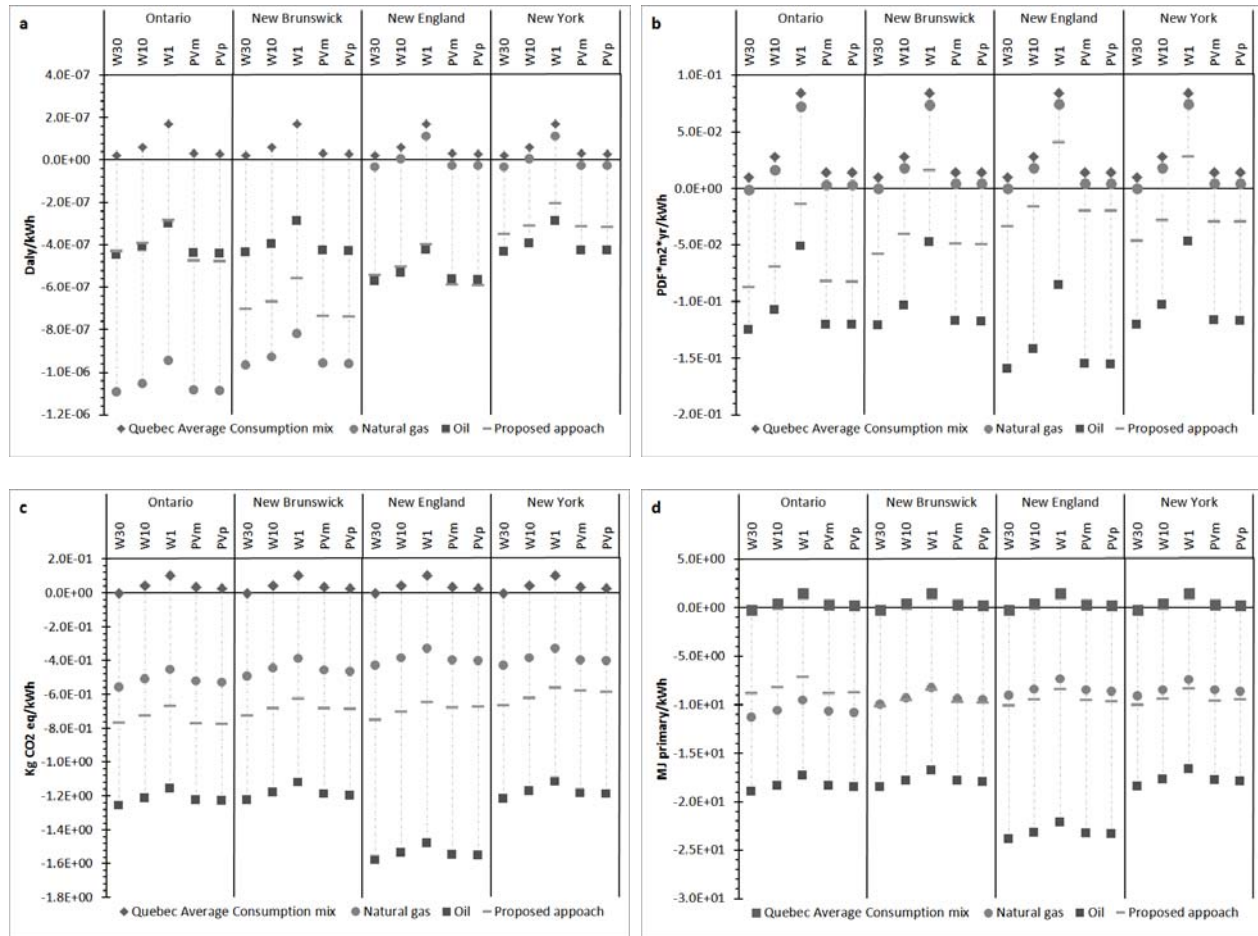 a
Ontario New Brunswick New England New York
W30 W10 W1 PVm PVp W30 W10 W1 PVm PVp W30 W10 W1 PVm PVp W30 W10 W1 PVm PVp
4.0E-07
2.0E-07
0.0E+00
-2.0E-07
-4.0E-07
-6.0E-07
-8.0E-07
-1.0E-06
-1.2E-06
Daly/kWh
Quebec Average Consumption mix Natural gas Oil Proposed appoach
b
Ontario New Brunswick New England New York
W30 W10 W1 PVm PVp W30 W10 W1 PVm PVp W30 W10 W1 PVm PVp W30 W10 W1 PVm PVp
1.0E-01
5.0E-02
0.0E+00
-5.0E-02
-1.0E-01
-1.5E-01
-2.0E-01
PDF*m2*yr/kWh
Quebec Average Consumption mix Natural gas Oil Proposed appoach
c
Ontario New Brunswick New England New York
W30 W10 W1 PVm PVp W30 W10 W1 PVm PVp W30 W10 W1 PVm PVp W30 W10 W1 PVm PVp
2.0E-01
0.0E+00
-2.0E-01
-4.0E-01
-6.0E-01
-8.0E-01
-1.0E+00
-1.2E+00
-1.4E+00
-1.6E+00
-1.8E+00
Kg CO2 eq/kWh
Quebec Average Consumption mix Natural gas Oil Proposed appoach
d
Ontario New Brunswick New England New York
W30 W10 W1 PVm PVp W30 W10 W1 PVm PVp W30 W10 W1 PVm PVp W30 W10 W1 PVm PVp
5.0E+00
0.0E+00
-5.0E+00
-1.0E+01
-1.5E+01
-2.0E+01
-2.5E+01
-3.0E+01
MJ primary/kWh
Quebec Average Consumption mix Natural gas Oil Proposed appoach